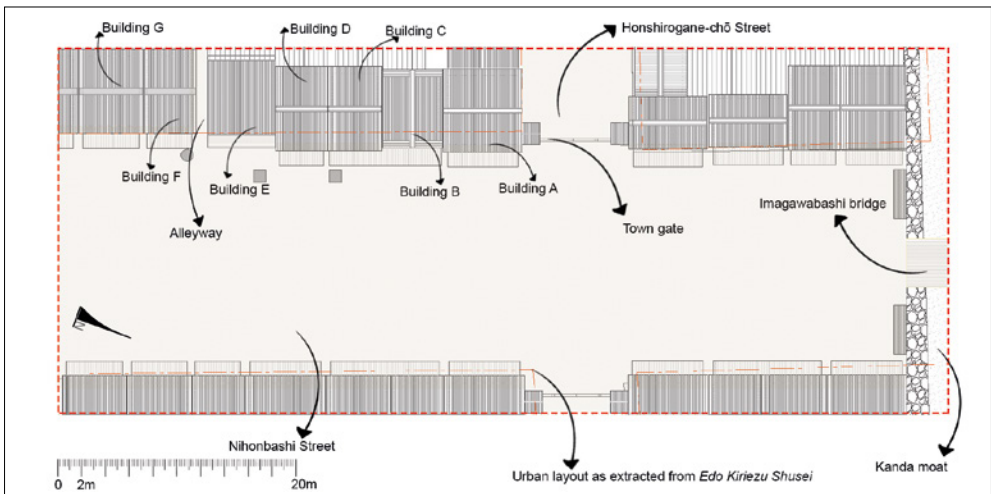 Building G
Building D
Building C
Honshirogane-chō Street
Building F
Building E
Building B
Building A
Alleyway
Town gate
Imagawabashi bridge
N
Nihonbashi Street
Urban layout as extracted from Edo Kiriezu Shusei
Kanda moat
0 2m 20m